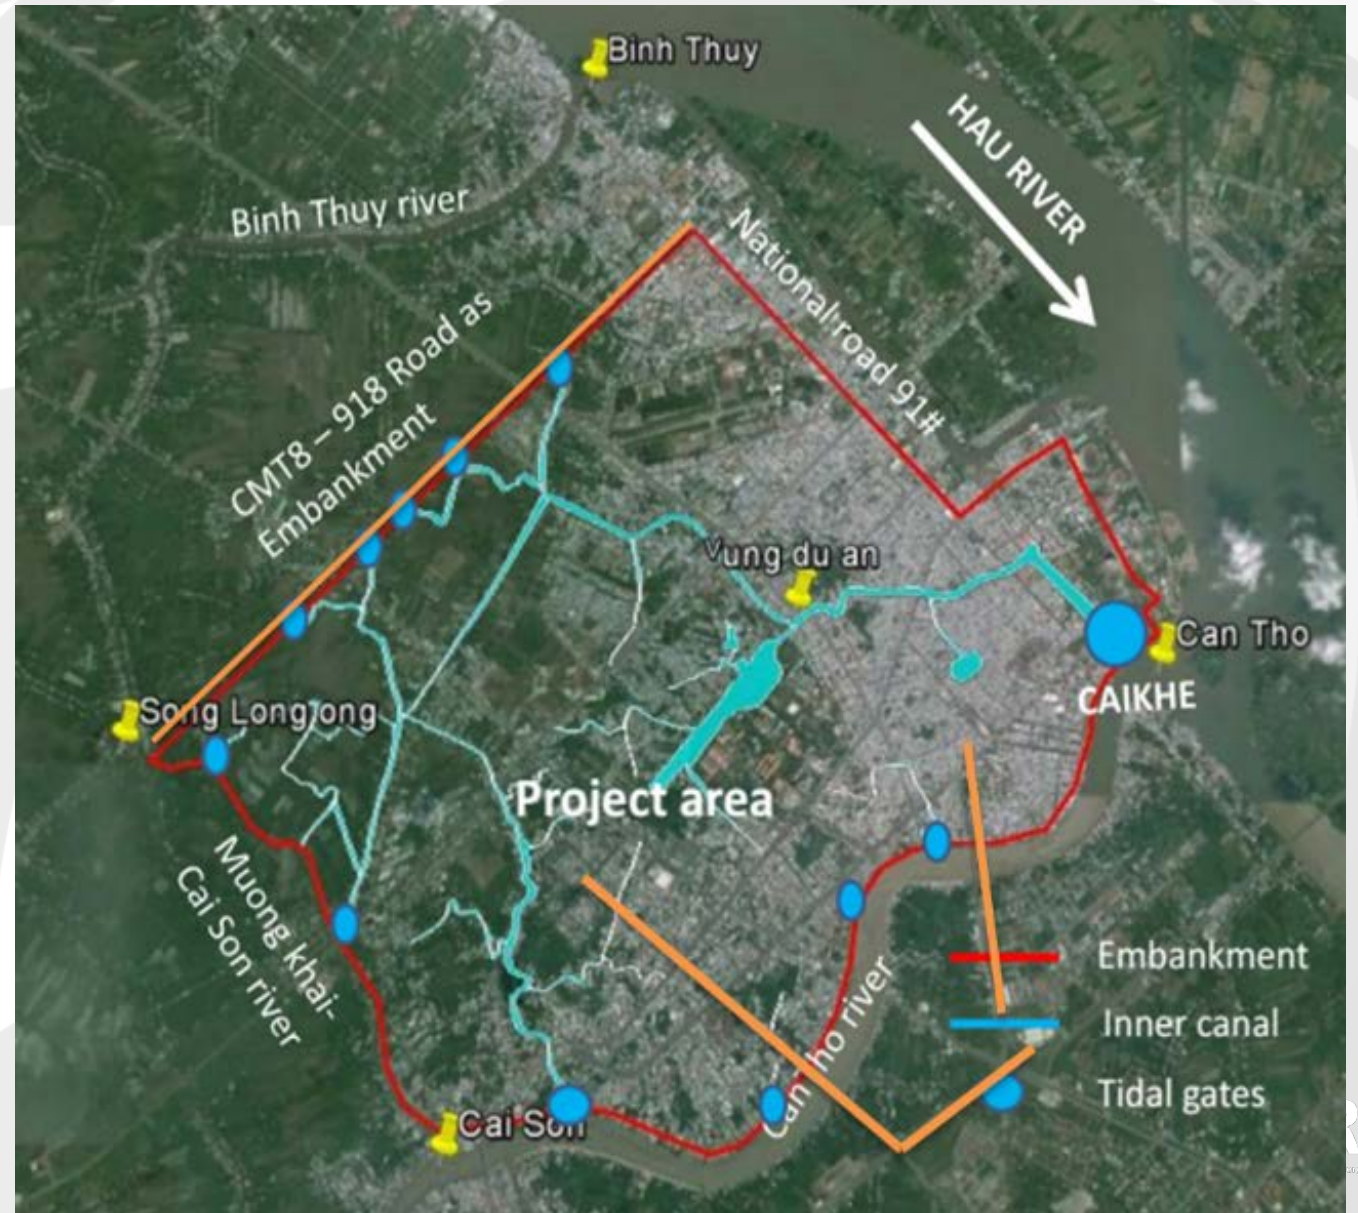 Binh Thuy
HAU RIVER
Binh Thuy river
National road 91#
CMT8 – 918 Road as
Embankment
Vung du an
Can Tho
CAIKHE
Song Longjong
Project area
Muong khai-
Cai Son river
Embankment
Inner canal
Can Tho river
Tidal gates
Cai Son
R